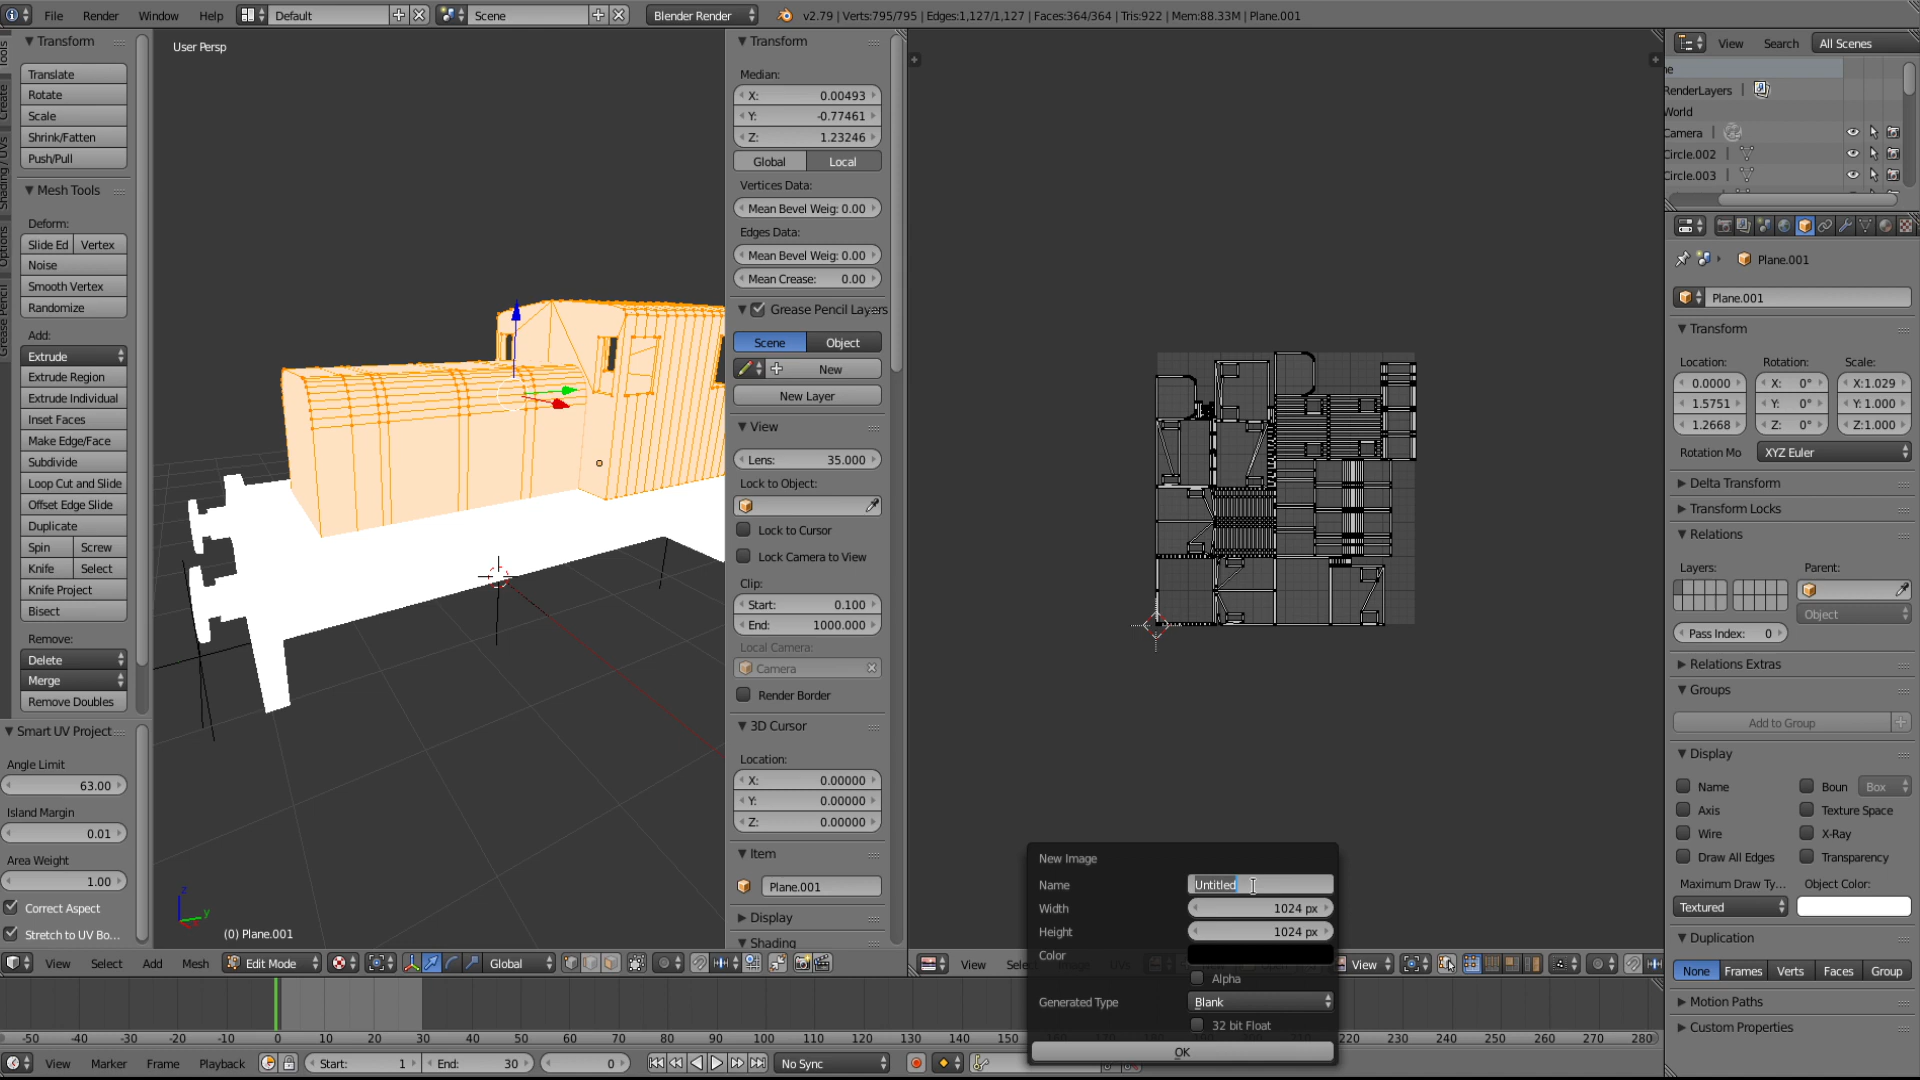 File Render Window Help Default Scene Blender Render v2.79 | Verts:795/795 | Edges:1,127/1,127 | Faces:364/364 | Tris:922 | Mem:88.33M | Plane.001
Tools
Create
Shading / UVs
Options
Grease Pencil
Transform
Translate
Rotate
Scale
Shrink/Fatten
Push/Pull
Mesh Tools
Deform:
Slide Ed Vertex
Noise
Smooth Vertex
Randomize
Add:
Extrude
Extrude Region
Extrude Individual
Inset Faces
Make Edge/Face
Subdivide
Loop Cut and Slide
Offset Edge Slide
Duplicate
Spin Screw
Knife Select
Knife Project
Bisect
Remove:
Delete
Merge
Remove Doubles
Smart UV Project
Angle Limit
63.00
Island Margin
0.01
Area Weight
1.00
Correct Aspect
Stretch to UV Bo...
User Persp
z
y
(0) Plane.001
Transform
Median:
X: 0.00493
Y: -0.77461
Z: 1.23246
Global Local
Vertices Data:
Mean Bevel Weig: 0.00
Edges Data:
Mean Bevel Weig: 0.00
Mean Crease: 0.00
Grease Pencil Layers
Scene Object
New
New Layer
View
Lens: 35.000
Lock to Object:
Lock to Cursor
Lock Camera to View
Clip:
Start: 0.100
End: 1000.000
Local Camera:
Camera
Render Border
3D Cursor
Location:
X: 0.00000
Y: 0.00000
Z: 0.00000
Item
Plane.001
Display
Shading
New Image
Name Untitled
Width 1024 px
Height 1024 px
Color
Alpha
Generated Type Blank
32 bit Float
OK
View Search All Scenes
ne
RenderLayers |
World
Camera |
Circle.002
Circle.003
Plane.001
Plane.001
Transform
Location: Rotation: Scale:
0.0000 X: 0° X:1.029
1.5751 Y: 0° Y: 1.000
1.2668 Z: 0° Z:1.000
Rotation Mo XYZ Euler
Delta Transform
Transform Locks
Relations
Layers: Parent:
Object
Pass Index: 0
Relations Extras
Groups
Add to Group
Display
Name Boun Box
Axis Texture Space
Wire X-Ray
Draw All Edges Transparency
Maximum Draw Ty... Object Color:
Textured
Duplication
None Frames Verts Faces Group
Motion Paths
Custom Properties
View Select Add Mesh Edit Mode Global
View View
-50 -40 -30 -20 -10 0 10 20 30 40 50 60 70 80 90 100 110 120 130 140 150 220 230 240 250 260 270 280
View Marker Frame Playback Start: 1 End: 30 0 No Sync